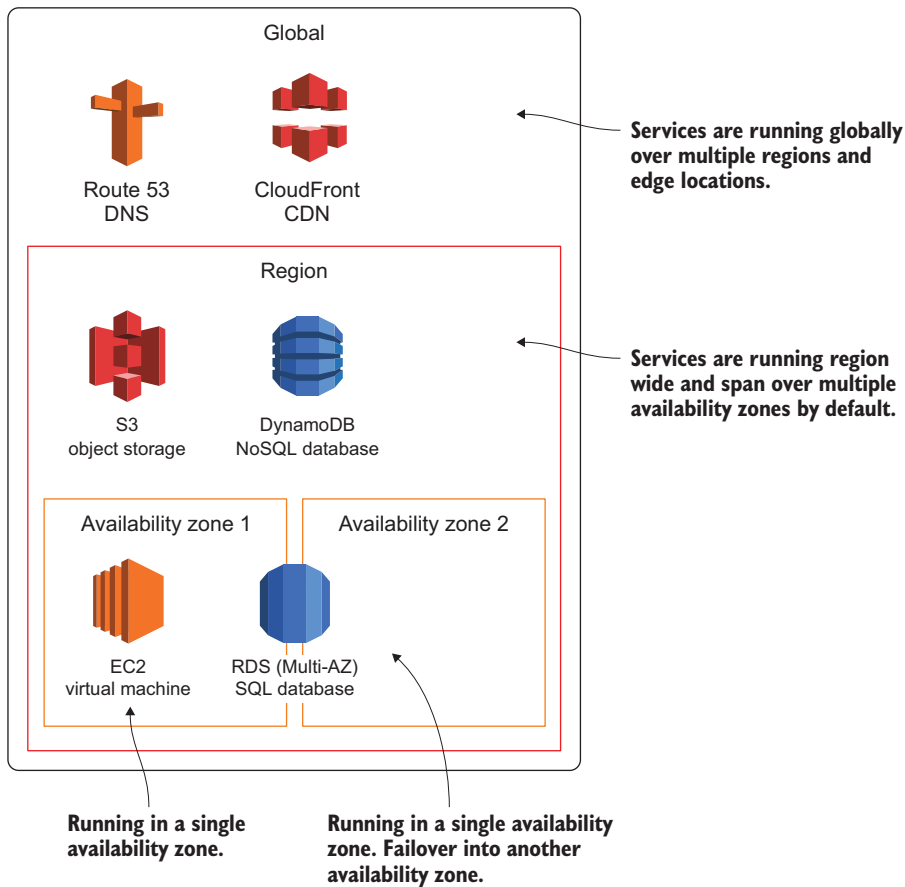 Global
Route 53
DNS
CloudFront
CDN
Services are running globally
over multiple regions and
edge locations.
Region
S3
object storage
DynamoDB
NoSQL database
Services are running region
wide and span over multiple
availability zones by default.
Availability zone 1
Availability zone 2
EC2
virtual machine
RDS (Multi-AZ)
SQL database
Running in a single
availability zone.
Running in a single availability
zone. Failover into another
availability zone.